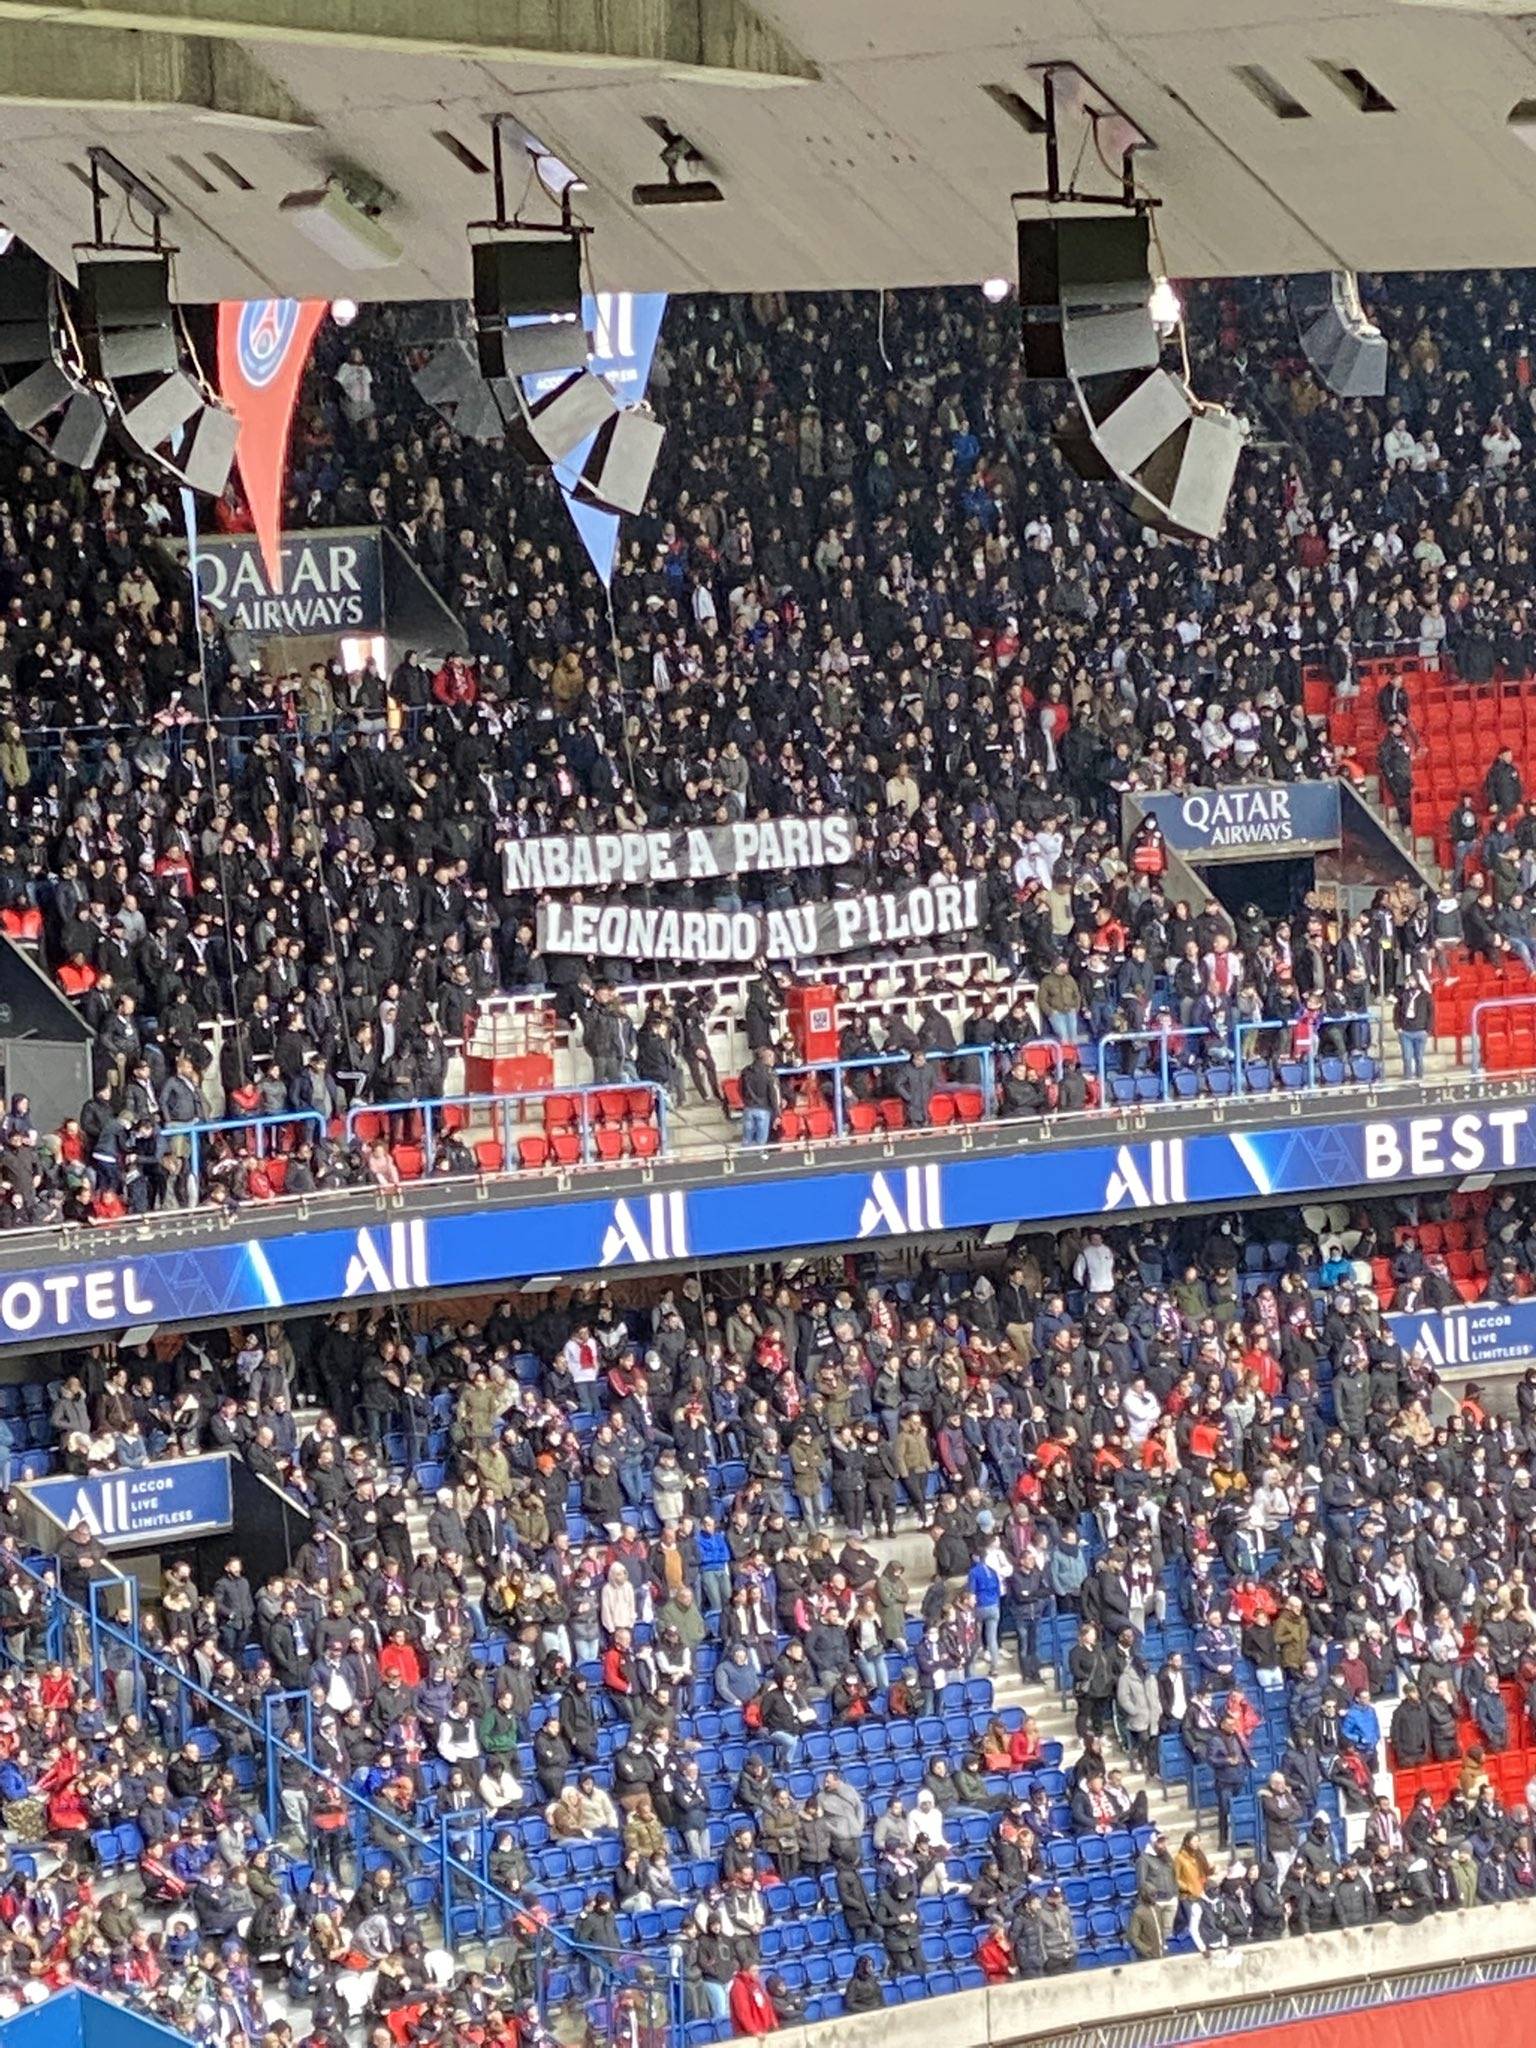 All
QATAR
AIRWAYS
QATAR
AIRWAYS
MBAPPE A PARIS
LEONARDO AU PILORI
OTEL All All All All BEST
All ACCOR
LIVE
LIMITLESS
All ACCOR
LIVE
LIMITLESS